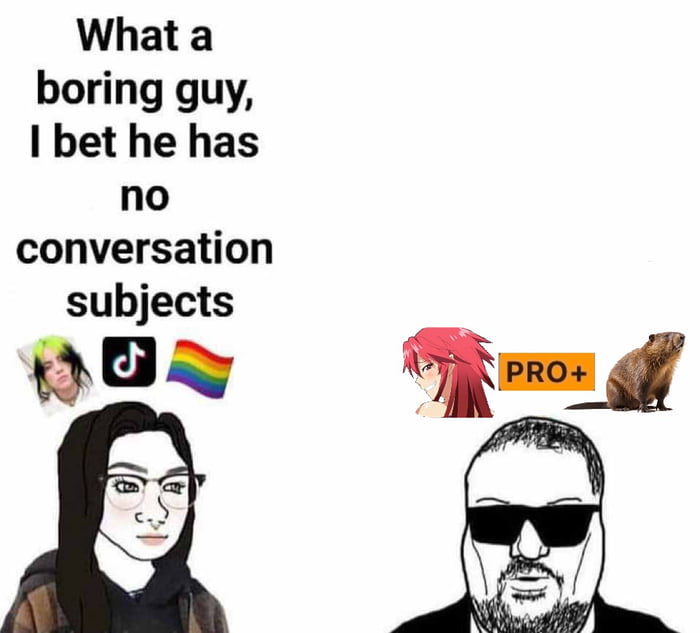 What a
boring guy,
I bet he has
no
conversation
subjects
PRO+